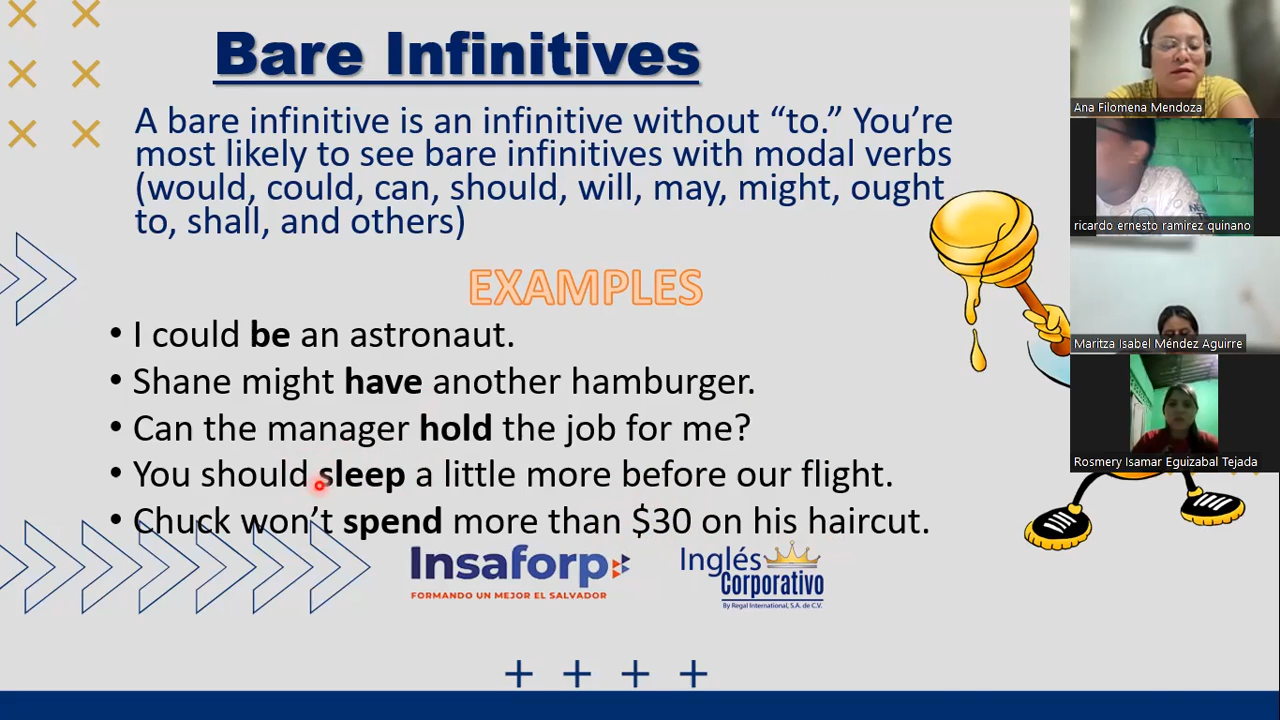 Bare Infinitives
A bare infinitive is an infinitive without “to.” You’re
most likely to see bare infinitives with modal verbs
(would, could, can, should, will, may, might, ought
to, shall, and others)
EXAMPLES
• I could be an astronaut.
• Shane might have another hamburger.
• Can the manager hold the job for me?
• You should sleep a little more before our flight.
• Chuck won’t spend more than $30 on his haircut.
Insaforp
FORMANDO UN MEJOR EL SALVADOR
Inglés
Corporativo
By Regal International, S.A. de C.V.
Ana Filomena Mendoza
ricardo ernesto ramirez quinano
Maritza Isabel Méndez Aguirre
Rosmery Isamar Eguizabal Tejada